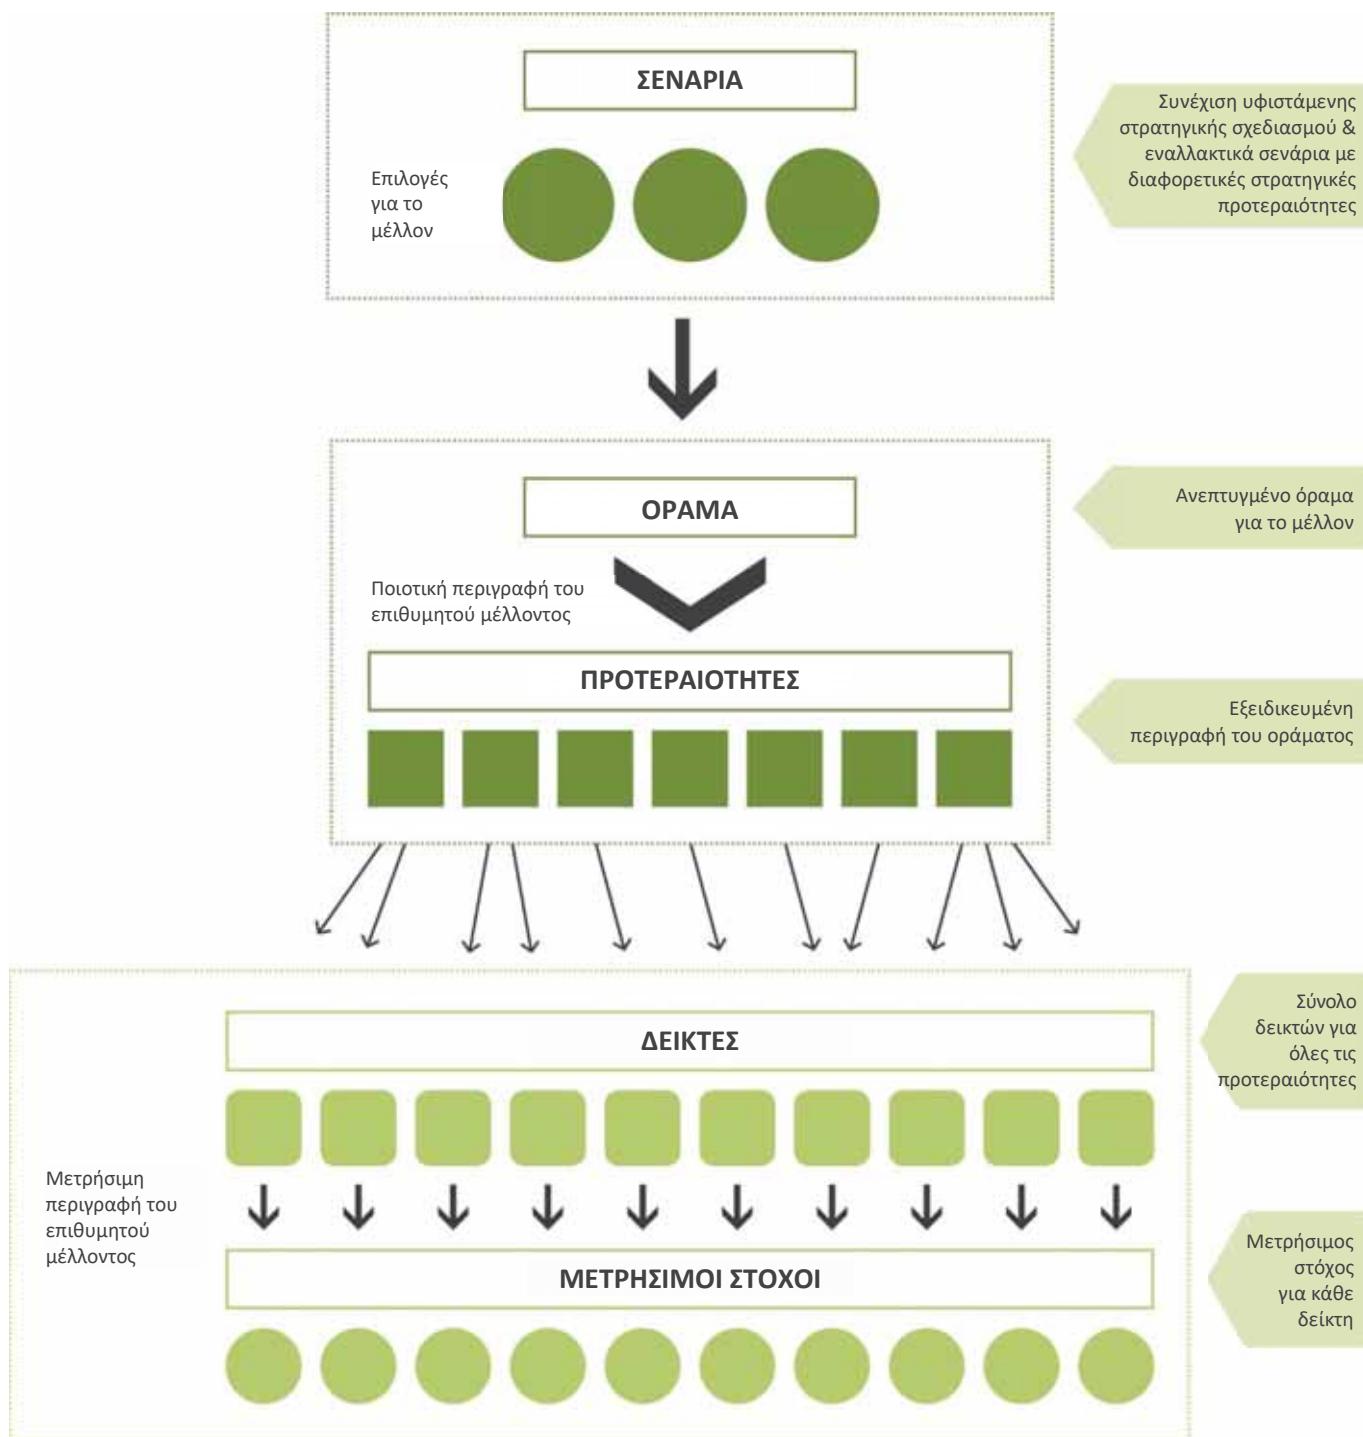 ΣΕΝΑΡΙΑ
Επιλογές
για το
μέλλον
Συνέχιση υφιστάμενης
στρατηγικής σχεδιασμού &
εναλλακτικά σενάρια με
διαφορετικές στρατηγικές
προτεραιότητες
ΟΡΑΜΑ
Ανεπτυγμένο όραμα
για το μέλλον
Ποιοτική περιγραφή του
επιθυμητού μέλλοντος
ΠΡΟΤΕΡΑΙΟΤΗΤΕΣ
Εξειδικευμένη
περιγραφή του οράματος
ΔΕΙΚΤΕΣ
Σύνολο
δεικτών για
όλες τις
προτεραιότητες
Μετρήσιμη
περιγραφή του
επιθυμητού
μέλλοντος
ΜΕΤΡΗΣΙΜΟΙ ΣΤΟΧΟΙ
Μετρήσιμος
στόχος
για κάθε
δείκτη